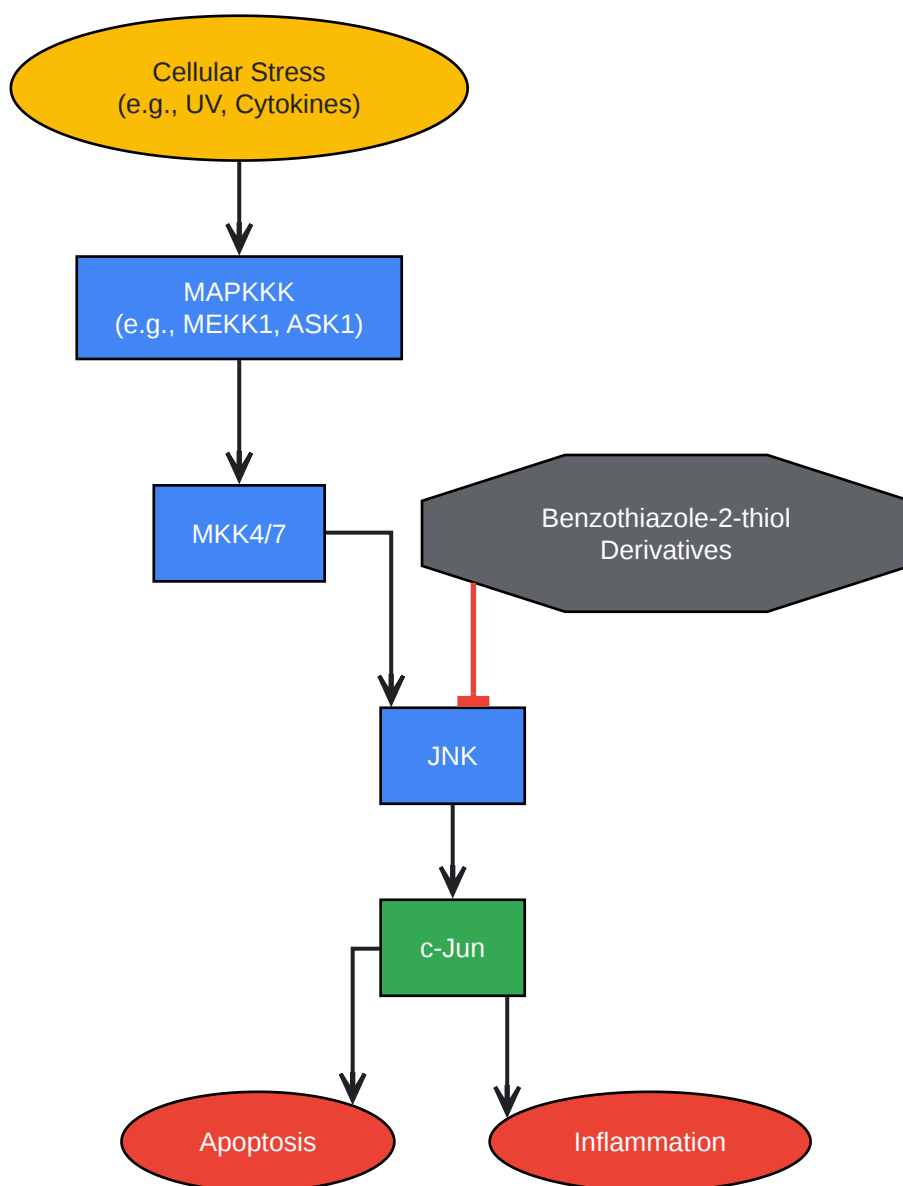 Cellular Stress
(e.g., UV, Cytokines)
MAPKKK
(e.g., MEKK1, ASK1)
MKK4/7
Benzothiazole-2-thiol
Derivatives
JNK
c-Jun
Apoptosis
Inflammation